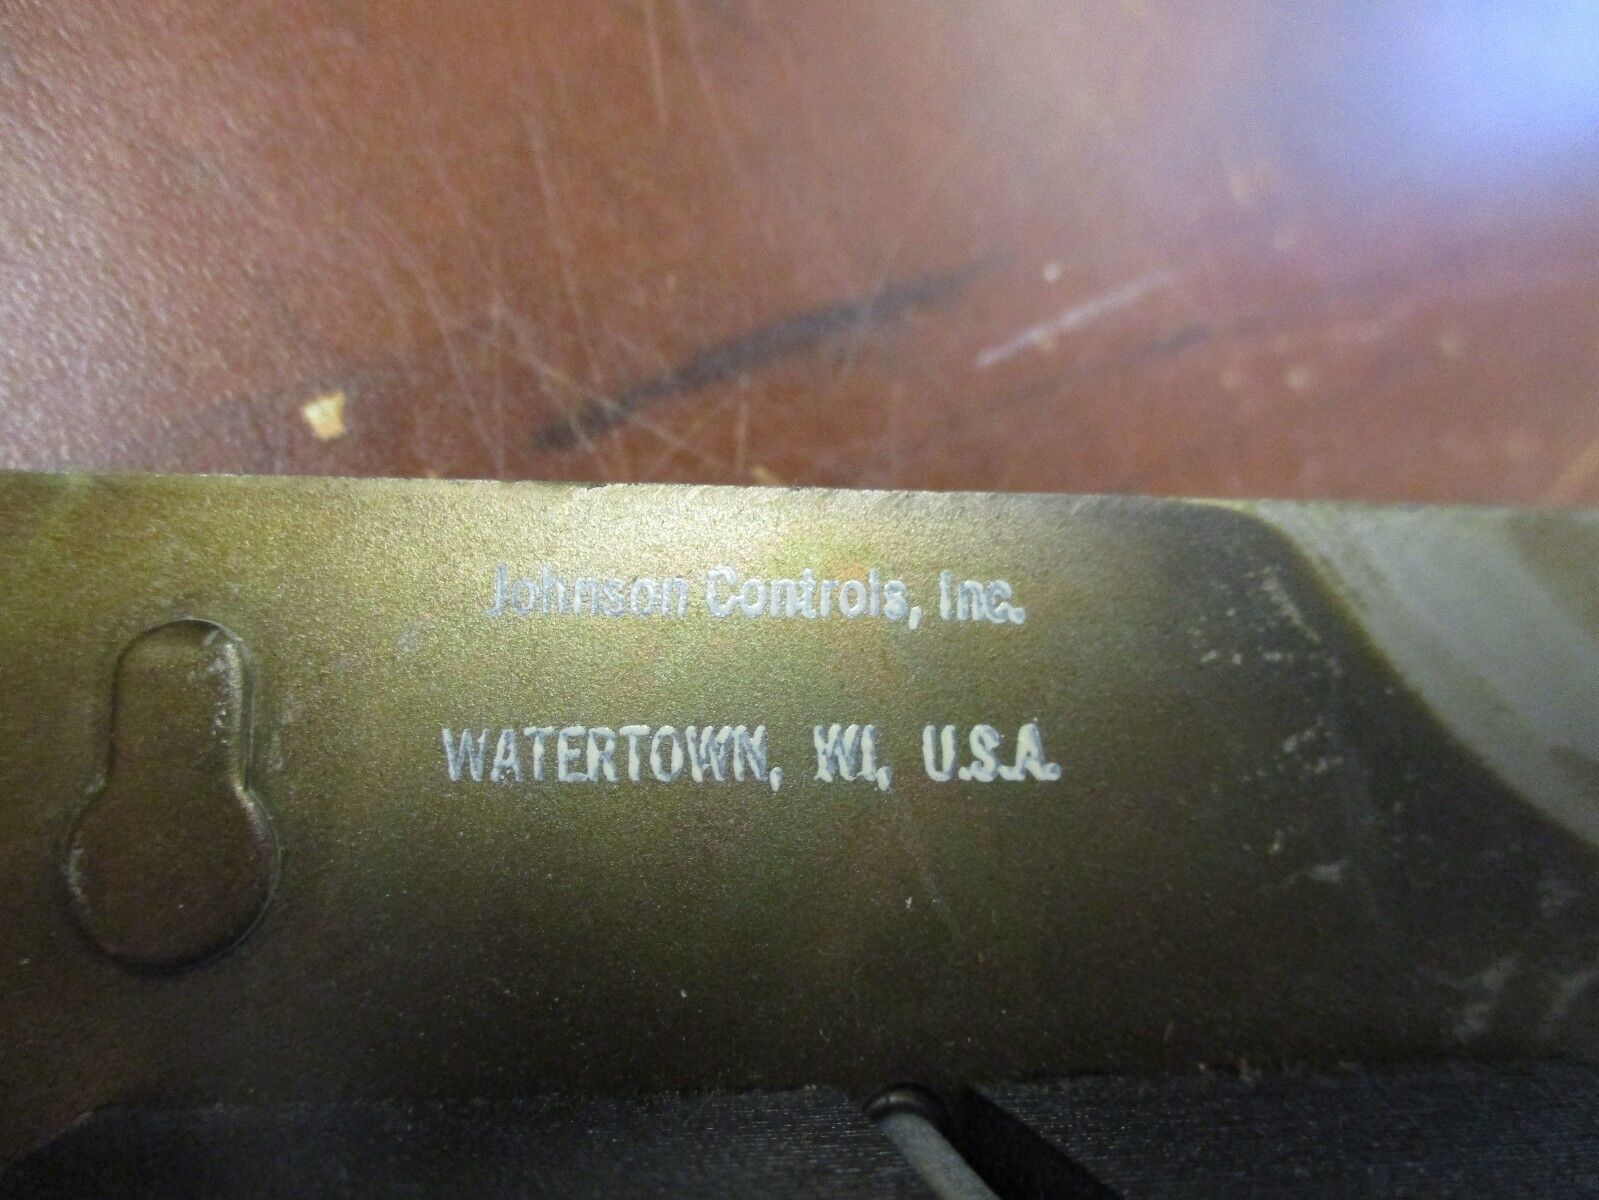 Johnson Controls, Inc.
WATERTOWN, WI, U.S.A.